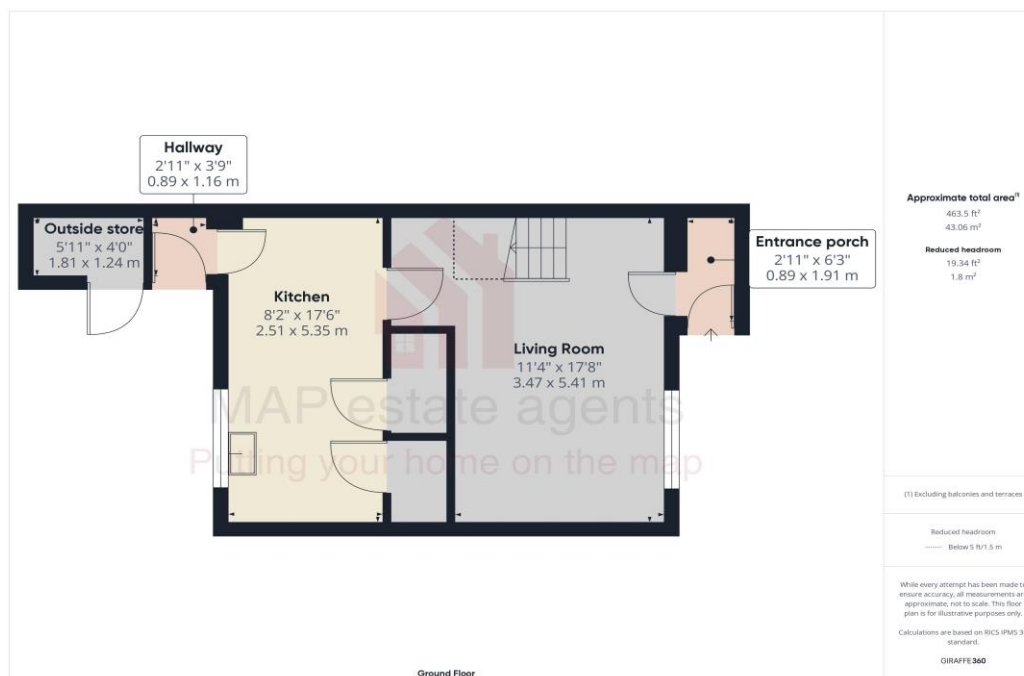 Hallway
2'11" x 3'9"
0.89 x 1.16 m
Outside store
5'11" x 4'0"
1.81 x 1.24 m
Entrance porch
2'11" x 6'3"
0.89 x 1.91 m
Kitchen
8'2" x 17'6"
2.51 x 5.35 m
Living Room
11'4" x 17'8"
3.47 x 5.41 m
MAP estate agents
Putting your home on the map
Ground Floor
Approximate total area(1)
463.5 ft²
43.06 m²
Reduced headroom
19.34 ft²
1.8 m²
(1) Excluding balconies and terraces
Reduced headroom
Below 5 ft/1.5 m
While every attempt has been made to
ensure accuracy, all measurements are
approximate, not to scale. This floor
plan is for illustrative purposes only.
Calculations are based on RICS IPMS
standard.
GIRAFFE360